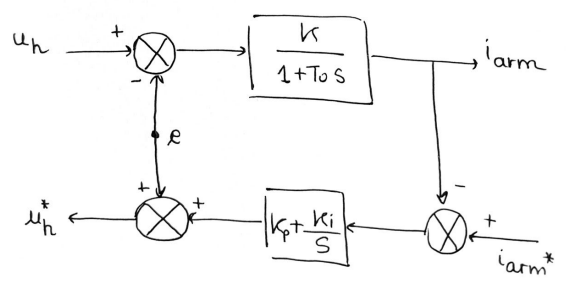 u_h
+
-
K
1+T₀s
i_arm
e
+
+
u_h*
K_p + K_i/S
-
+
i_arm*